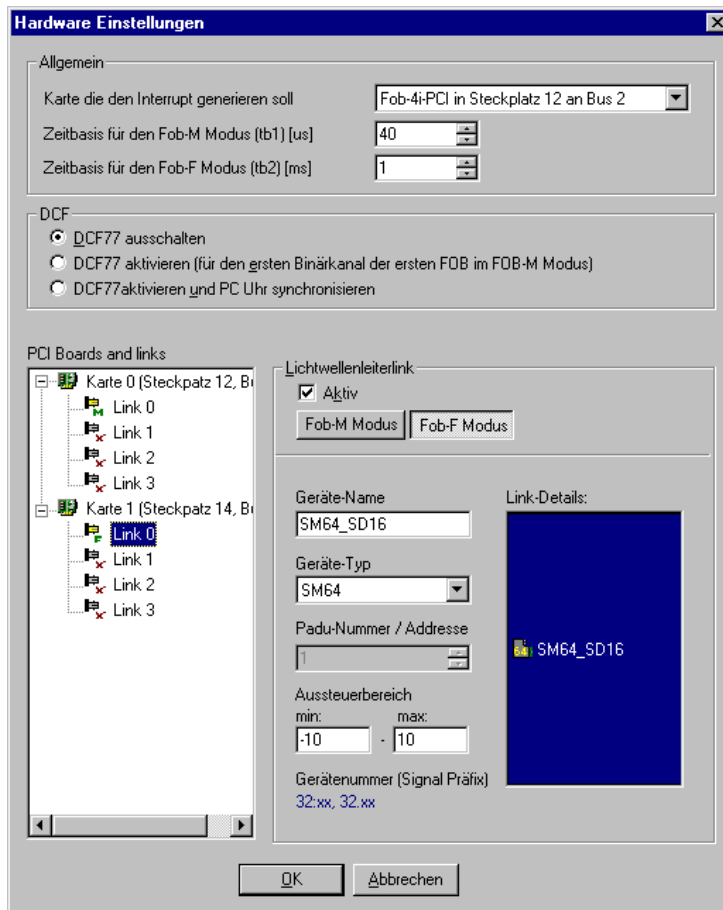 Hardware Einstellungen
Allgemein
Karte die den Interrupt generieren soll
Fob-4i-PCI in Steckplatz 12 an Bus 2
Zeitbasis für den Fob-M Modus (tb1) [us]
40
Zeitbasis für den Fob-F Modus (tb2) [ms]
1
DCF
DCF77 ausschalten
DCF77 aktivieren (für den ersten Binärkanal der ersten FOB im FOB-M Modus)
DCF77aktivieren und PC Uhr synchronisieren
PCI Boards and links
Karte 0 (Steckpatz 12, Bu
M Link 0
Link 1
Link 2
Link 3
Karte 1 (Steckpatz 14, Bu
F Link 0
Link 1
Link 2
Link 3
Lichtwellenleiterlink
Aktiv
Fob-M Modus Fob-F Modus
Geräte-Name
SM64_SD16
Geräte-Typ
SM64
Padu-Nummer / Addresse
1
Aussteuerbereich
min: max:
-10 - 10
Gerätenummer (Signal Präfix)
32:xx, 32.xx
Link-Details:
64 SM64_SD16
OK Abbrechen